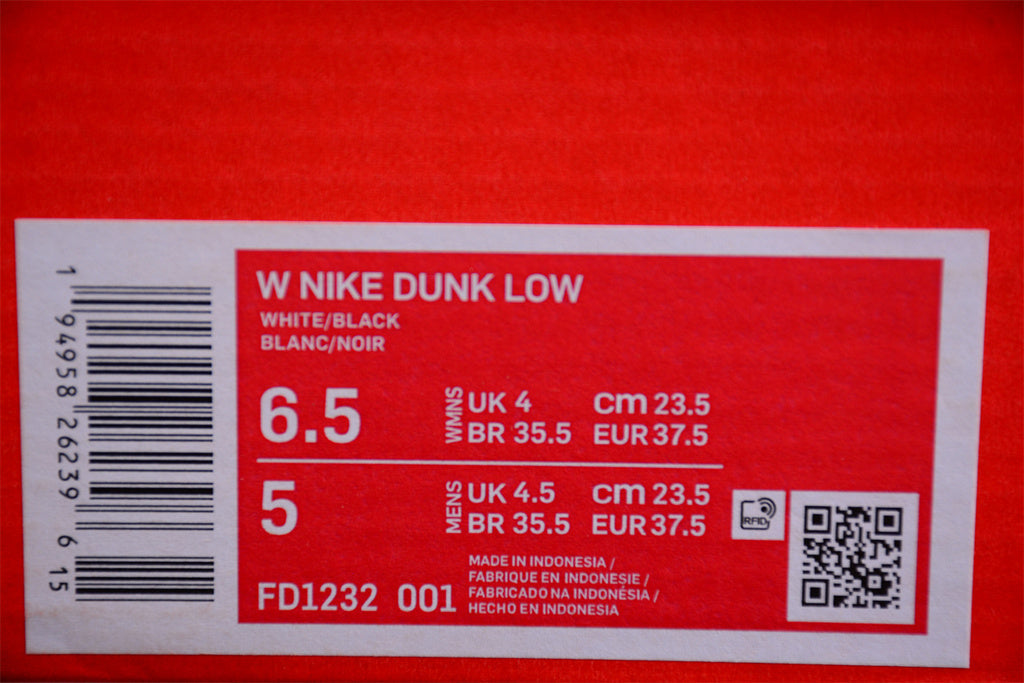 W NIKE DUNK LOW
WHITE/BLACK
BLANC/NOIR
6.5
WMNS
UK 4
cm 23.5
BR 35.5
EUR 37.5
5
MENS
UK 4.5
cm 23.5
BR 35.5
EUR 37.5
RFID
FD1232 001
MADE IN INDONESIA /
FABRIQUE EN INDONESIE /
FABRICADO NA INDONÉSIA /
HECHO EN INDONESIA
1 94958 26239 6 15